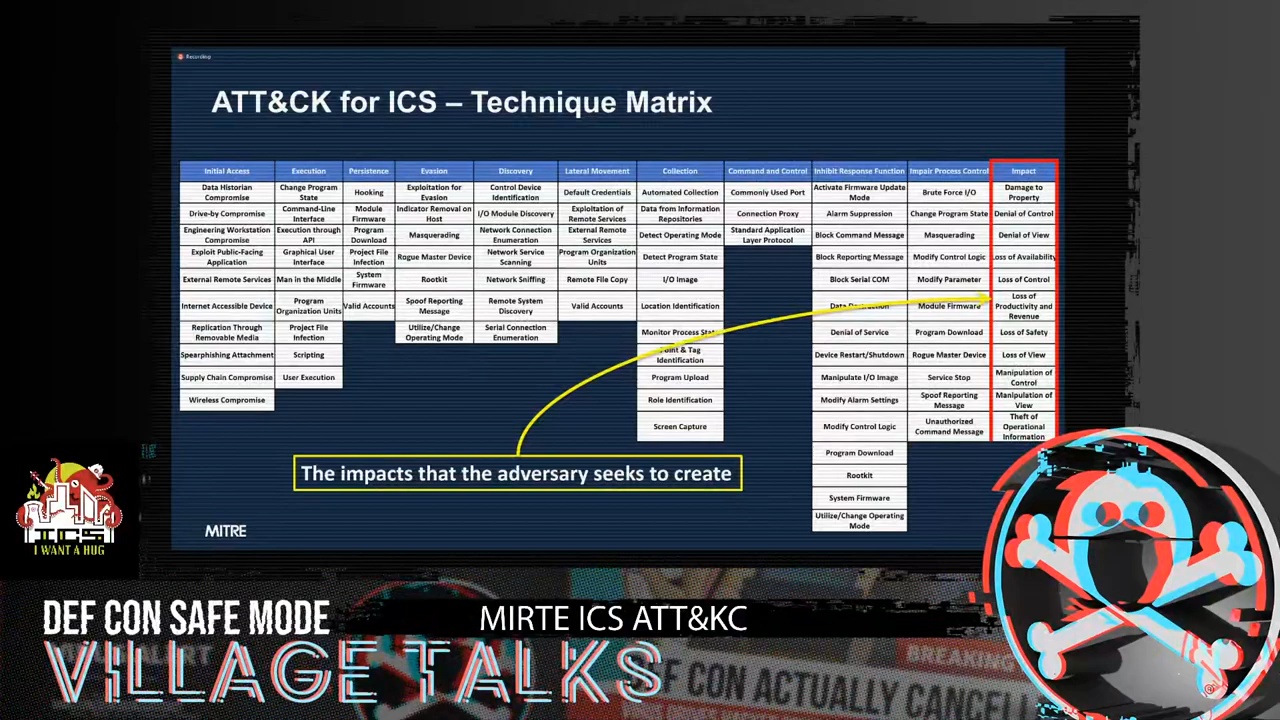 Recording
ATT&CK for ICS – Technique Matrix
Initial Access
Data Historian
Compromise
Drive-by Compromise
Engineering Workstation
Compromise
Exploit Public-Facing
Application
External Remote Services
Internet Accessible Device
Replication Through
Removable Media
Spearphishing Attachment
Supply Chain Compromise
Wireless Compromise
Execution
Change Program
State
Command-Line
Interface
Execution through
API
Graphical User
Interface
Man in the Middle
Program
Organization Units
Project File
Infection
Scripting
User Execution
Persistence
Hooking
Module
Firmware
Program
Download
Project File
Infection
System
Firmware
Valid Accounts
Evasion
Exploitation for
Evasion
Indicator Removal on
Host
Masquerading
Rogue Master Device
Rootkit
Spoof Reporting
Message
Utilize/Change
Operating Mode
Discovery
Control Device
Identification
I/O Module Discovery
Network Connection
Enumeration
Network Service
Scanning
Network Sniffing
Remote System
Discovery
Serial Connection
Enumeration
Lateral Movement
Default Credentials
Exploitation of
Remote Services
External Remote
Services
Program Organization
Units
Remote File Copy
Valid Accounts
Collection
Automated Collection
Data from Information
Repositories
Detect Operating Mode
Detect Program State
I/O Image
Location Identification
Monitor Process State
Point & Tag
Identification
Program Upload
Role Identification
Screen Capture
Command and Control
Commonly Used Port
Connection Proxy
Standard Application
Layer Protocol
Inhibit Response Function
Activate Firmware Update
Mode
Alarm Suppression
Block Command Message
Block Reporting Message
Block Serial COM
Data Destruction
Denial of Service
Device Restart/Shutdown
Manipulate I/O Image
Modify Alarm Settings
Modify Control Logic
Program Download
Rootkit
System Firmware
Utilize/Change Operating
Mode
Impair Process Control
Brute Force I/O
Change Program State
Masquerading
Modify Control Logic
Modify Parameter
Module Firmware
Program Download
Rogue Master Device
Service Stop
Spoof Reporting
Message
Unauthorized
Command Message
Impact
Damage to
Property
Denial of Control
Denial of View
Loss of Availability
Loss of Control
Loss of
Productivity and
Revenue
Loss of Safety
Loss of View
Manipulation of
Control
Manipulation of
View
Theft of
Operational
Information
The impacts that the adversary seeks to create
MITRE
ICS
I WANT A HUG
DEF CON SAFE MODE
MIRTE ICS ATT&KC
VILLAGE TALKS
BREAKING
DEF CON ACTUALLY CANCELL